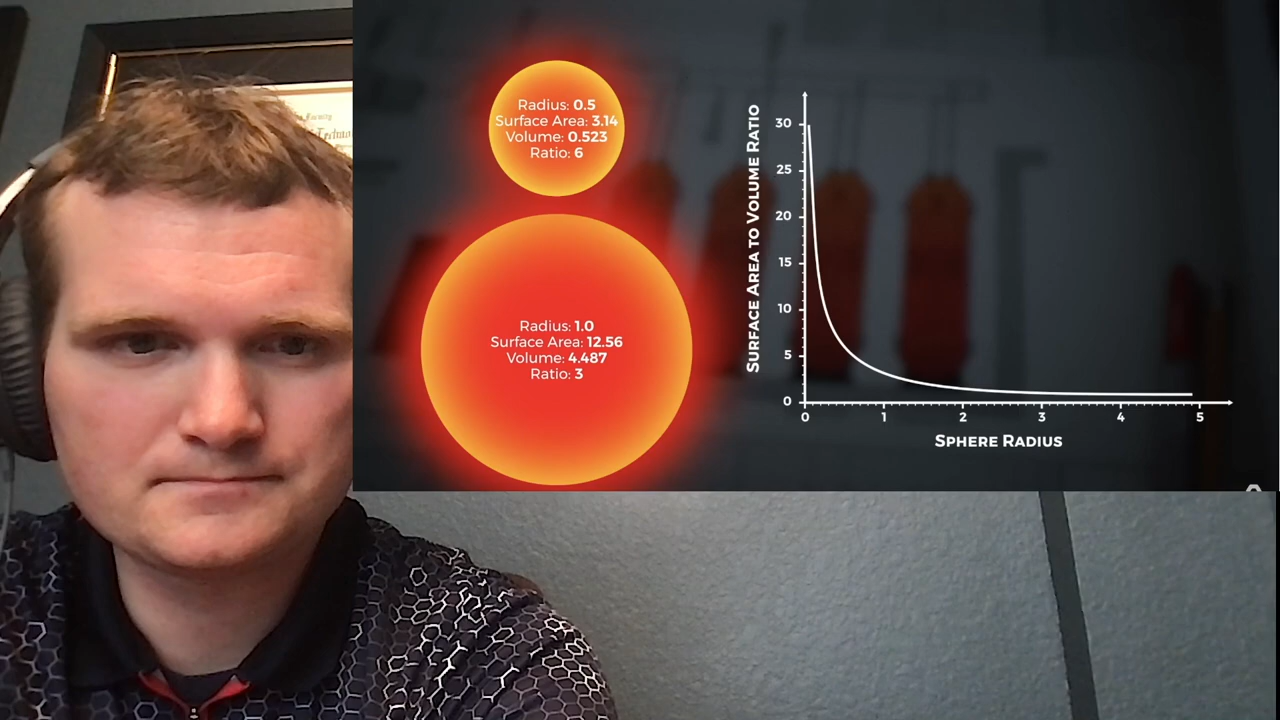 the Faculty
Radius: 0.5
Surface Area: 3.14
Volume: 0.523
Ratio: 6
Radius: 1.0
Surface Area: 12.56
Volume: 4.487
Ratio: 3
SURFACE AREA TO VOLUME RATIO
30
25
20
15
10
5
0
0 1 2 3 4 5
SPHERE RADIUS